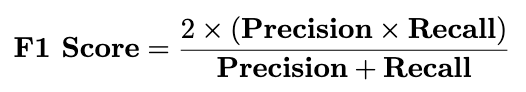 F1 Score = 2 × (Precision × Recall) / Precision + Recall